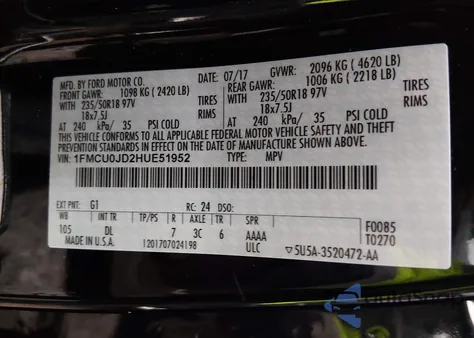 MFD. BY FORD MOTOR CO.
DATE: 07/17 GVWR: 2096 KG ( 4620 LB)
FRONT GAWR: 1098 KG ( 2420 LB) REAR GAWR: 1006 KG ( 2218 LB)
WITH 235/50R18 97V TIRES WITH 235/50R18 97V TIRES
18x7.5J RIMS 18x7.5J RIMS
AT 240 kPa/ 35 PSI COLD AT 240 kPa/ 35 PSI COLD
THIS VEHICLE CONFORMS TO ALL APPLICABLE FEDERAL MOTOR VEHICLE SAFETY, BUMPER AND THEFT PREVENTION STANDARDS IN
EFFECT ON THE DATE OF MANUFACTURE SHOWN ABOVE.
VIN: 1FMCU0JD2HUE51952 TYPE: MPV
EXT PNT: G1 RC: 24 DSO:
WB INT TR TP/PS R AXLE TR SPR F0085
105 DL 7 3C 6 AAAA T0270
MADE IN U.S.A. 1201707024198 ULC 5U5A-3520472-AA